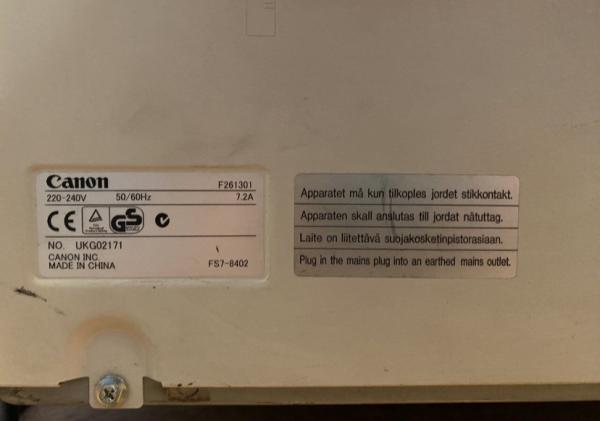 Canon F261301
220-240V 50/60Hz 7.2A
CE GS
NO. UKG02171
CANON INC.
MADE IN CHINA FS7-8402
Apparatet må kun tilkoples jordet stikkontakt.
Apparaten skall anslutas till jordat nätuttag.
Laite on liitettävä suojakosketinpistorasiaan.
Plug in the mains plug into an earthed mains outlet.